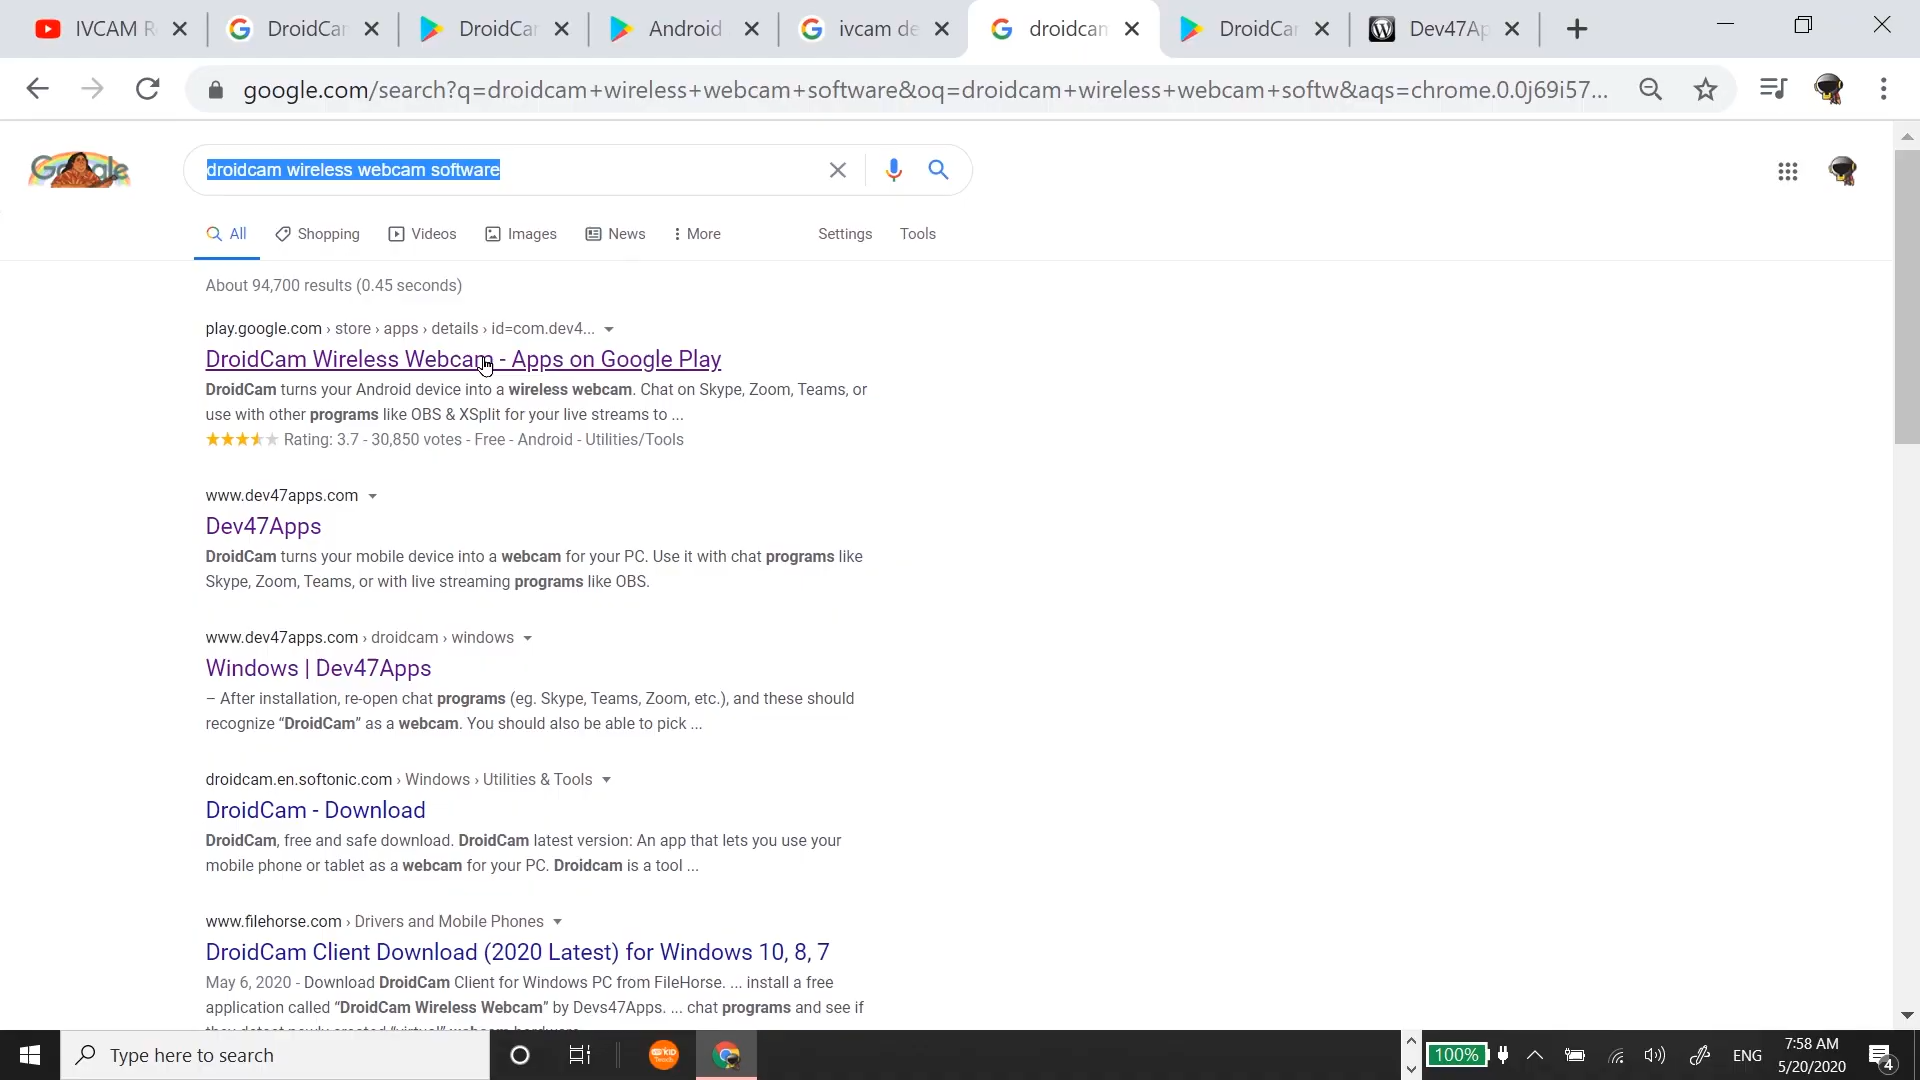 IVCAM R
DroidCar
DroidCar
Android
ivcam de
droidcan
DroidCar
Dev47Ap
google.com/search?q=droidcam+wireless+webcam+software&oq=droidcam+wireless+webcam+softw&aqs=chrome.0.0j69i57...
Google
droidcam wireless webcam software
All
Shopping
Videos
Images
News
More
Settings
Tools
About 94,700 results (0.45 seconds)
play.google.com › store › apps › details › id=com.dev4...
DroidCam Wireless Webcam - Apps on Google Play
DroidCam turns your Android device into a wireless webcam. Chat on Skype, Zoom, Teams, or
use with other programs like OBS & XSplit for your live streams to ...
Rating: 3.7 - 30,850 votes - Free - Android - Utilities/Tools
www.dev47apps.com
Dev47Apps
DroidCam turns your mobile device into a webcam for your PC. Use it with chat programs like
Skype, Zoom, Teams, or with live streaming programs like OBS.
www.dev47apps.com › droidcam › windows
Windows | Dev47Apps
– After installation, re-open chat programs (eg. Skype, Teams, Zoom, etc.), and these should
recognize “DroidCam” as a webcam. You should also be able to pick ...
droidcam.en.softonic.com › Windows › Utilities & Tools
DroidCam - Download
DroidCam, free and safe download. DroidCam latest version: An app that lets you use your
mobile phone or tablet as a webcam for your PC. Droidcam is a tool ...
www.filehorse.com › Drivers and Mobile Phones
DroidCam Client Download (2020 Latest) for Windows 10, 8, 7
May 6, 2020 - Download DroidCam Client for Windows PC from FileHorse. ... install a free
application called “DroidCam Wireless Webcam” by Devs47Apps. ... chat programs and see if
Type here to search
100%
ENG
7:58 AM
5/20/2020
4